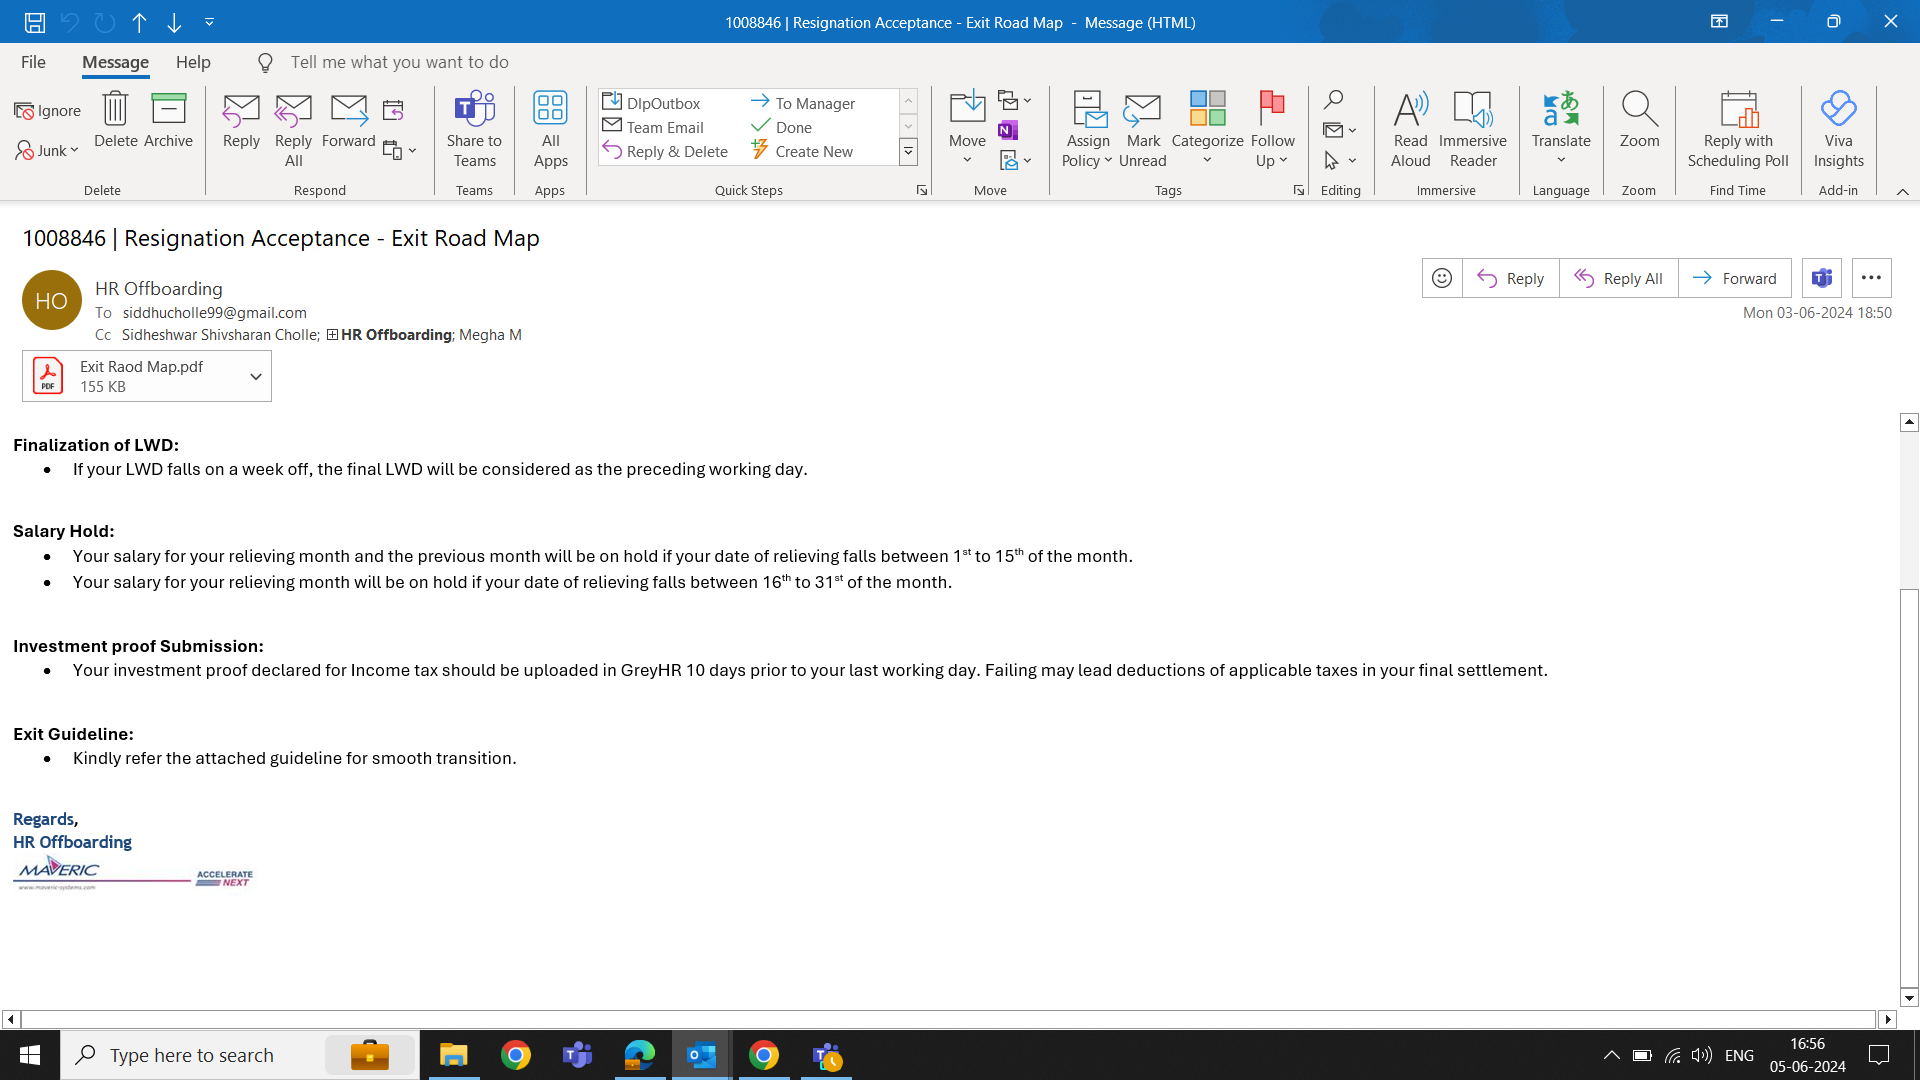 1008846 | Resignation Acceptance - Exit Road Map - Message (HTML)
File Message Help Tell me what you want to do
Ignore
Junk
Delete
Archive
Delete
Reply
Reply All
Forward
Respond
Share to Teams
Teams
All Apps
Apps
DlpOutbox
Team Email
Reply & Delete
To Manager
Done
Create New
Quick Steps
Move
Move
Assign Policy
Mark Unread
Categorize
Follow Up
Tags
Editing
Read Aloud
Immersive Reader
Immersive
Translate
Language
Zoom
Zoom
Reply with Scheduling Poll
Find Time
Viva Insights
Add-in
1008846 | Resignation Acceptance - Exit Road Map
HO
HR Offboarding
To siddhucholle99@gmail.com
Cc Sidheshwar Shivsharan Cholle; HR Offboarding; Megha M
Reply Reply All Forward
Mon 03-06-2024 18:50
PDF
Exit Raod Map.pdf
155 KB
Finalization of LWD:
• If your LWD falls on a week off, the final LWD will be considered as the preceding working day.
Salary Hold:
• Your salary for your relieving month and the previous month will be on hold if your date of relieving falls between 1st to 15th of the month.
• Your salary for your relieving month will be on hold if your date of relieving falls between 16th to 31st of the month.
Investment proof Submission:
• Your investment proof declared for Income tax should be uploaded in GreyHR 10 days prior to your last working day. Failing may lead deductions of applicable taxes in your final settlement.
Exit Guideline:
• Kindly refer the attached guideline for smooth transition.
Regards,
HR Offboarding
MAVERIC
www.maveric-systems.com
ACCELERATE
NEXT
Type here to search
ENG
16:56
05-06-2024